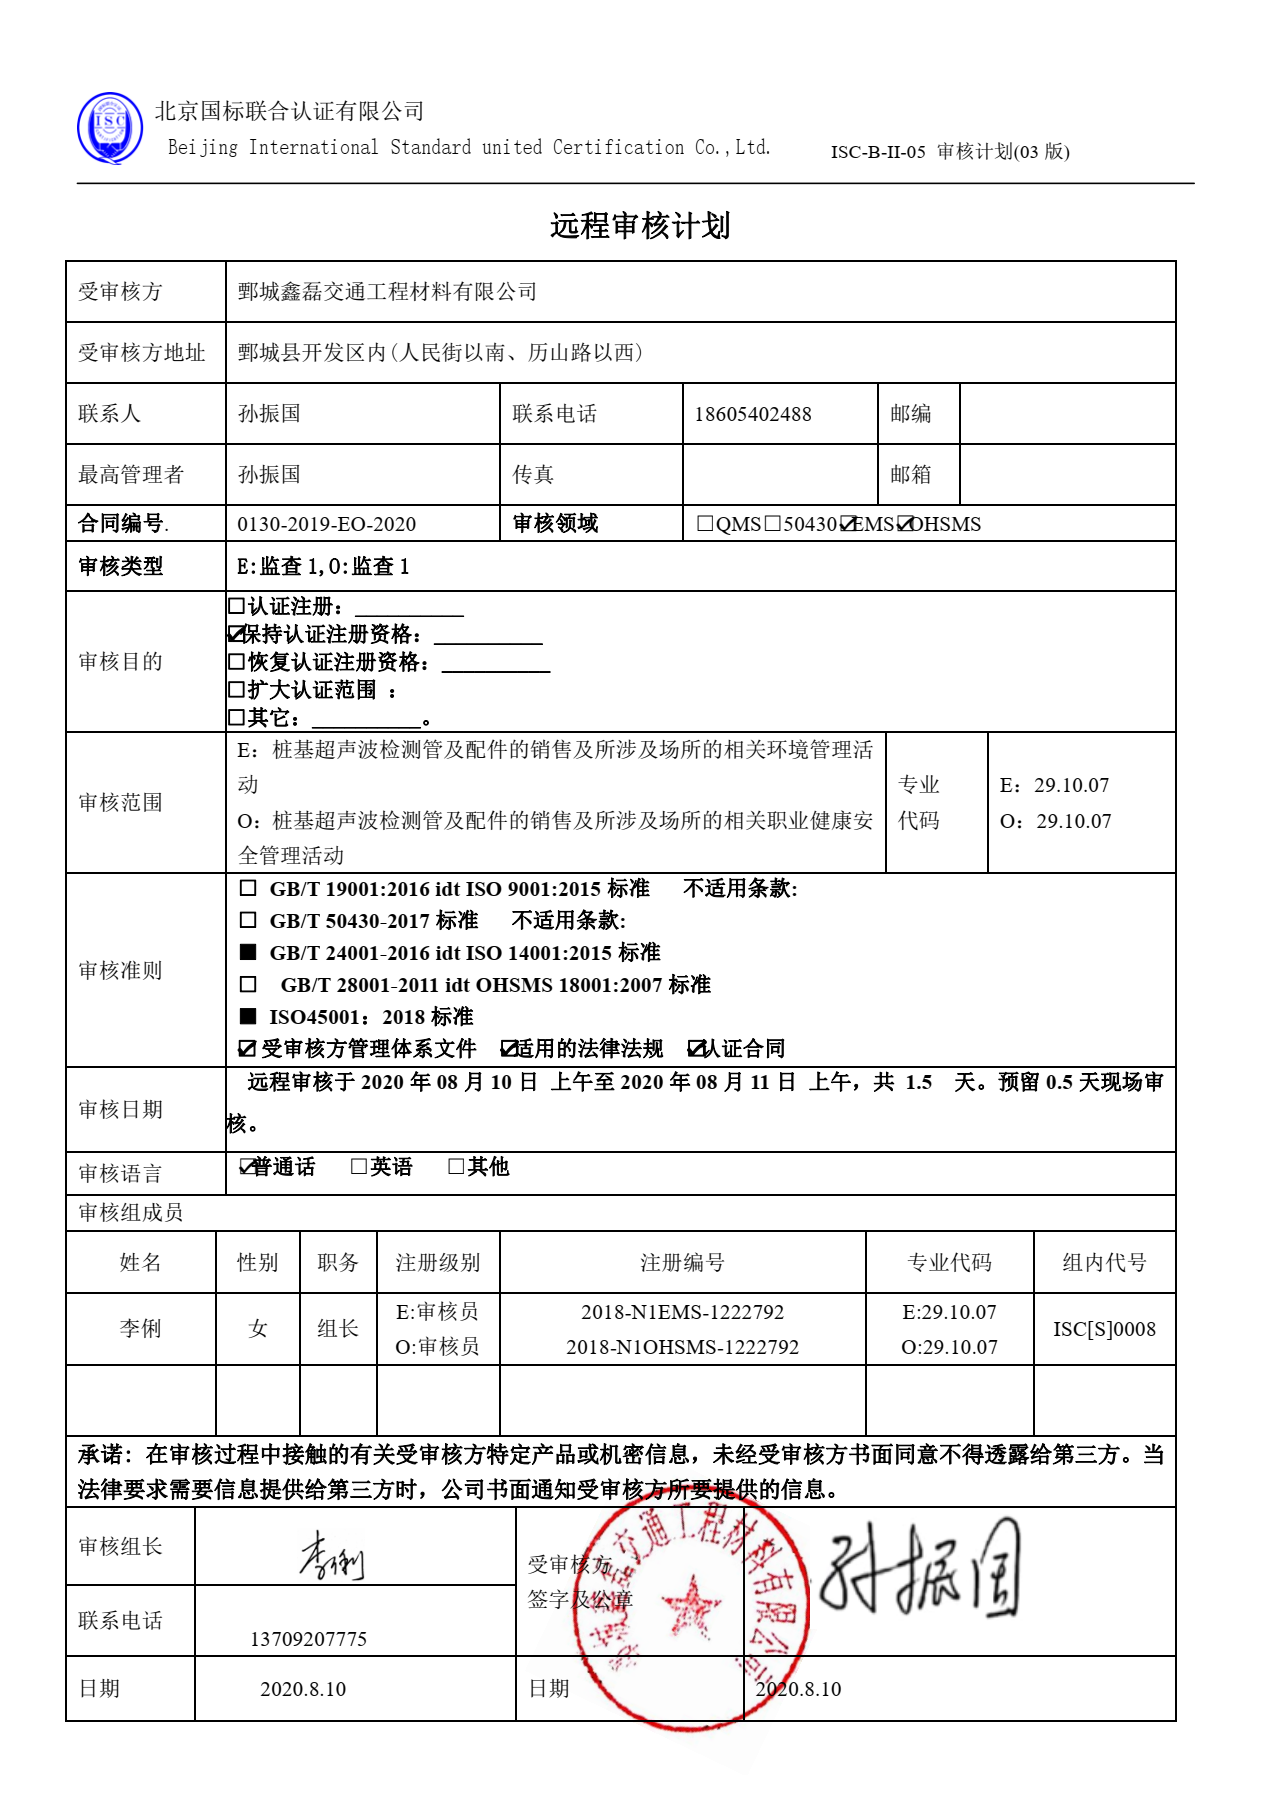 ISC
北京国标联合认证有限公司
Beijing International Standard united Certification Co.,Ltd.
ISC-B-II-05 审核计划(03 版)
远程审核计划
受审核方 鄄城鑫磊交通工程材料有限公司
受审核方地址 鄄城县开发区内(人民街以南、历山路以西)
联系人 孙振国 联系电话 18605402488 邮编
最高管理者 孙振国 传真 邮箱
合同编号. 0130-2019-EO-2020 审核领域 □QMS□50430☑EMS☑OHSMS
审核类型 E:监查1,O:监查1
审核目的
□认证注册：__________
☑保持认证注册资格：__________
□恢复认证注册资格：__________
□扩大认证范围 ：
□其它：__________。
审核范围
E：桩基超声波检测管及配件的销售及所涉及场所的相关环境管理活
动
O：桩基超声波检测管及配件的销售及所涉及场所的相关职业健康安
全管理活动
专业
代码
E：29.10.07
O：29.10.07
审核准则
□ GB/T 19001:2016 idt ISO 9001:2015 标准 不适用条款:
□ GB/T 50430-2017 标准 不适用条款:
■ GB/T 24001-2016 idt ISO 14001:2015 标准
□ GB/T 28001-2011 idt OHSMS 18001:2007 标准
■ ISO45001：2018 标准
☑ 受审核方管理体系文件 ☑适用的法律法规 ☑认证合同
审核日期
远程审核于 2020 年 08 月 10 日 上午至 2020 年 08 月 11 日 上午，共 1.5 天。预留 0.5 天现场审
核。
审核语言 ☑普通话 □英语 □其他
审核组成员
姓名 性别 职务 注册级别 注册编号 专业代码 组内代号
李俐 女 组长
E:审核员
O:审核员
2018-N1EMS-1222792
2018-N1OHSMS-1222792
E:29.10.07
O:29.10.07
ISC[S]0008
承诺：在审核过程中接触的有关受审核方特定产品或机密信息，未经受审核方书面同意不得透露给第三方。当
法律要求需要信息提供给第三方时，公司书面通知受审核方所要提供的信息。
审核组长 李俐
受审核方
签字及公章
孙振国
鄄城鑫磊交通工程材料有限公司
联系电话 13709207775
日期 2020.8.10 日期 2020.8.10